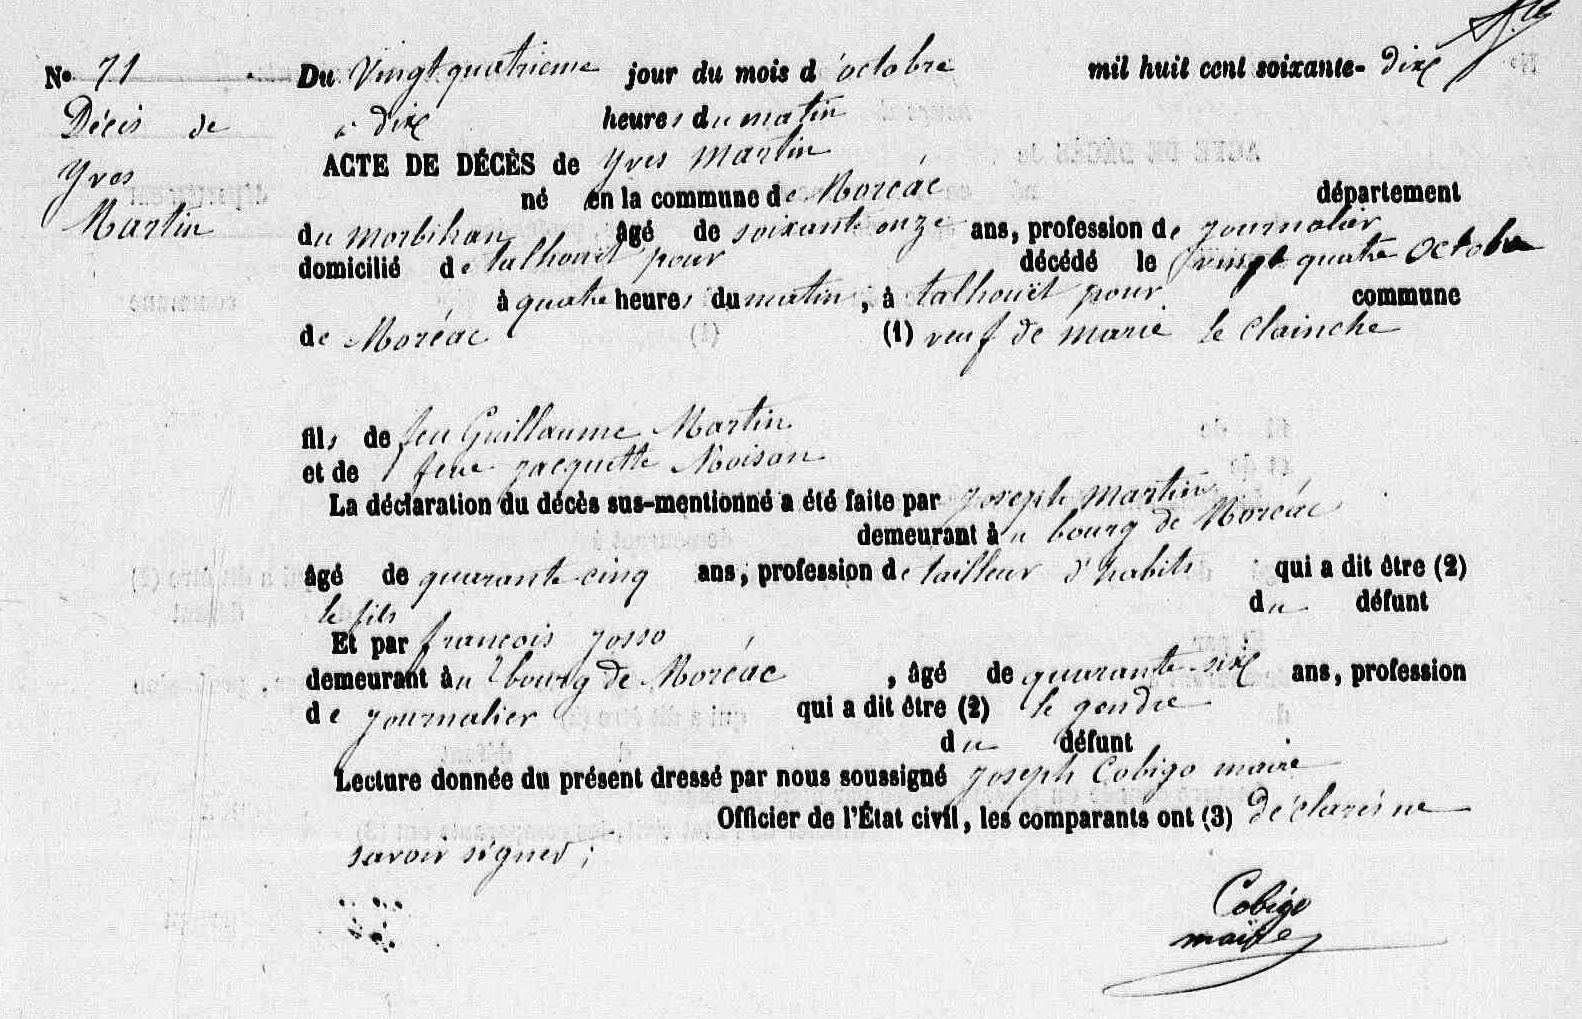 N° 71
Décès de
Yves
Martin
Du vingt quatrieme jour du mois d'octobre mil huit cent soixante-dix
à dix heures du matin
ACTE DE DÉCÈS de yves martin
né en la commune de Moréac département
du morbihan âgé de soixante onze ans, profession de journalier
domicilié de talhouët pour décédé le vingt quatre octobre
à quatre heures du matin, à talhouët pour commune
de Moréac (1) veuf de marie le Clainche
fils de feu Guillaume Martin
et de feue jacquette Moisan
La déclaration du décès sus-mentionné a été faite par joseph martin
demeurant à u bourg de Moréac
âgé de quarante cinq ans, profession de tailleur d'habits qui a dit être (2)
le fils du défunt
Et par françois josso
demeurant à u bourg de Moréac, âgé de quarante-six ans, profession
de journalier qui a dit être (2) le gendre
du défunt
Lecture donnée du présent dressé par nous soussigné joseph Cobigo maire
Officier de l'État civil, les comparants ont (3) déclarés ne
savoir signer;
Cobigo
maire